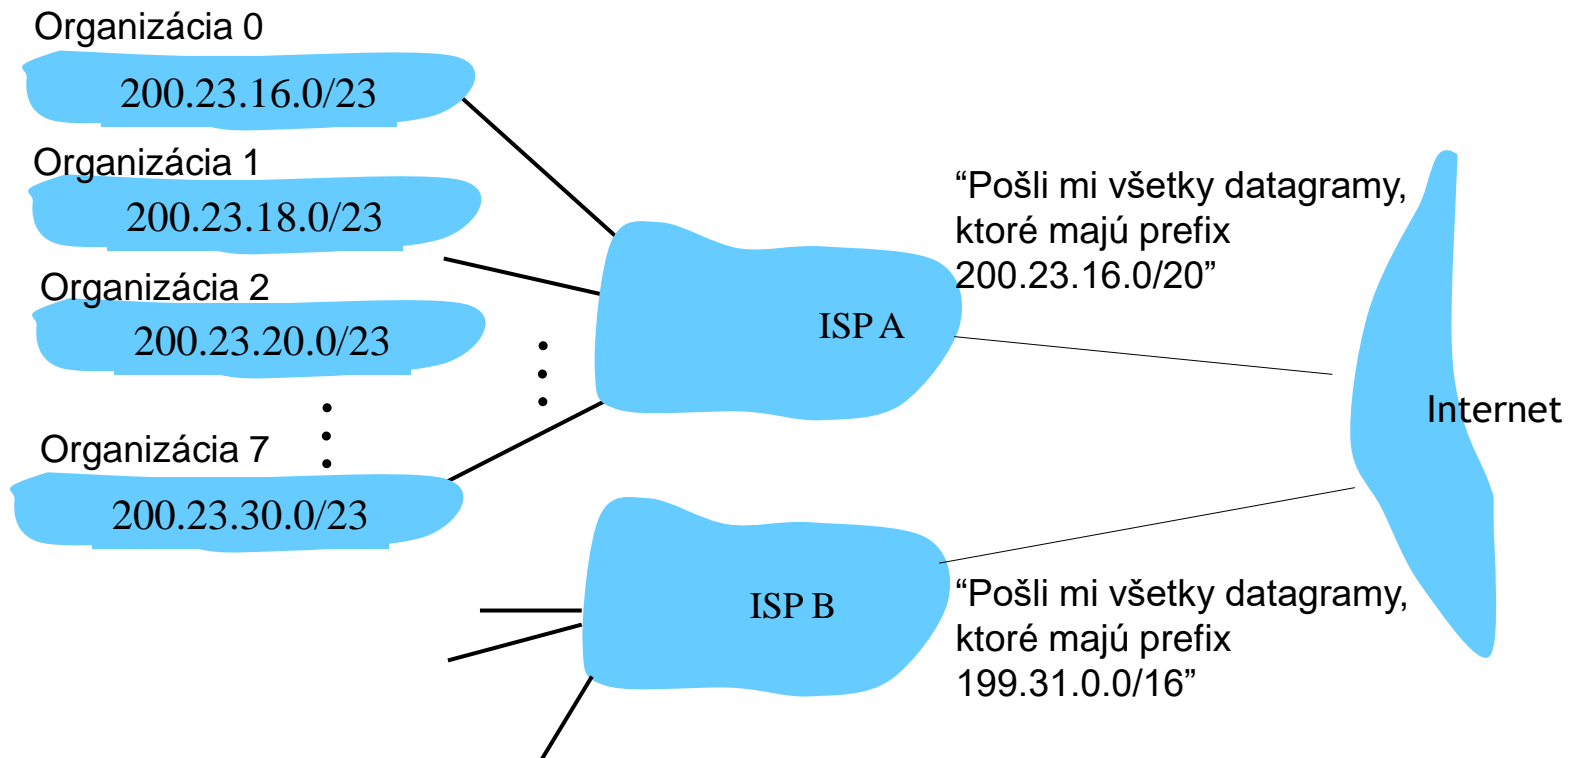 Organizácia 0
200.23.16.0/23
Organizácia 1
200.23.18.0/23
Organizácia 2
200.23.20.0/23
Organizácia 7
200.23.30.0/23
ISP A
“Pošli mi všetky datagramy,
ktoré majú prefix
200.23.16.0/20”
Internet
ISP B
“Pošli mi všetky datagramy,
ktoré majú prefix
199.31.0.0/16”